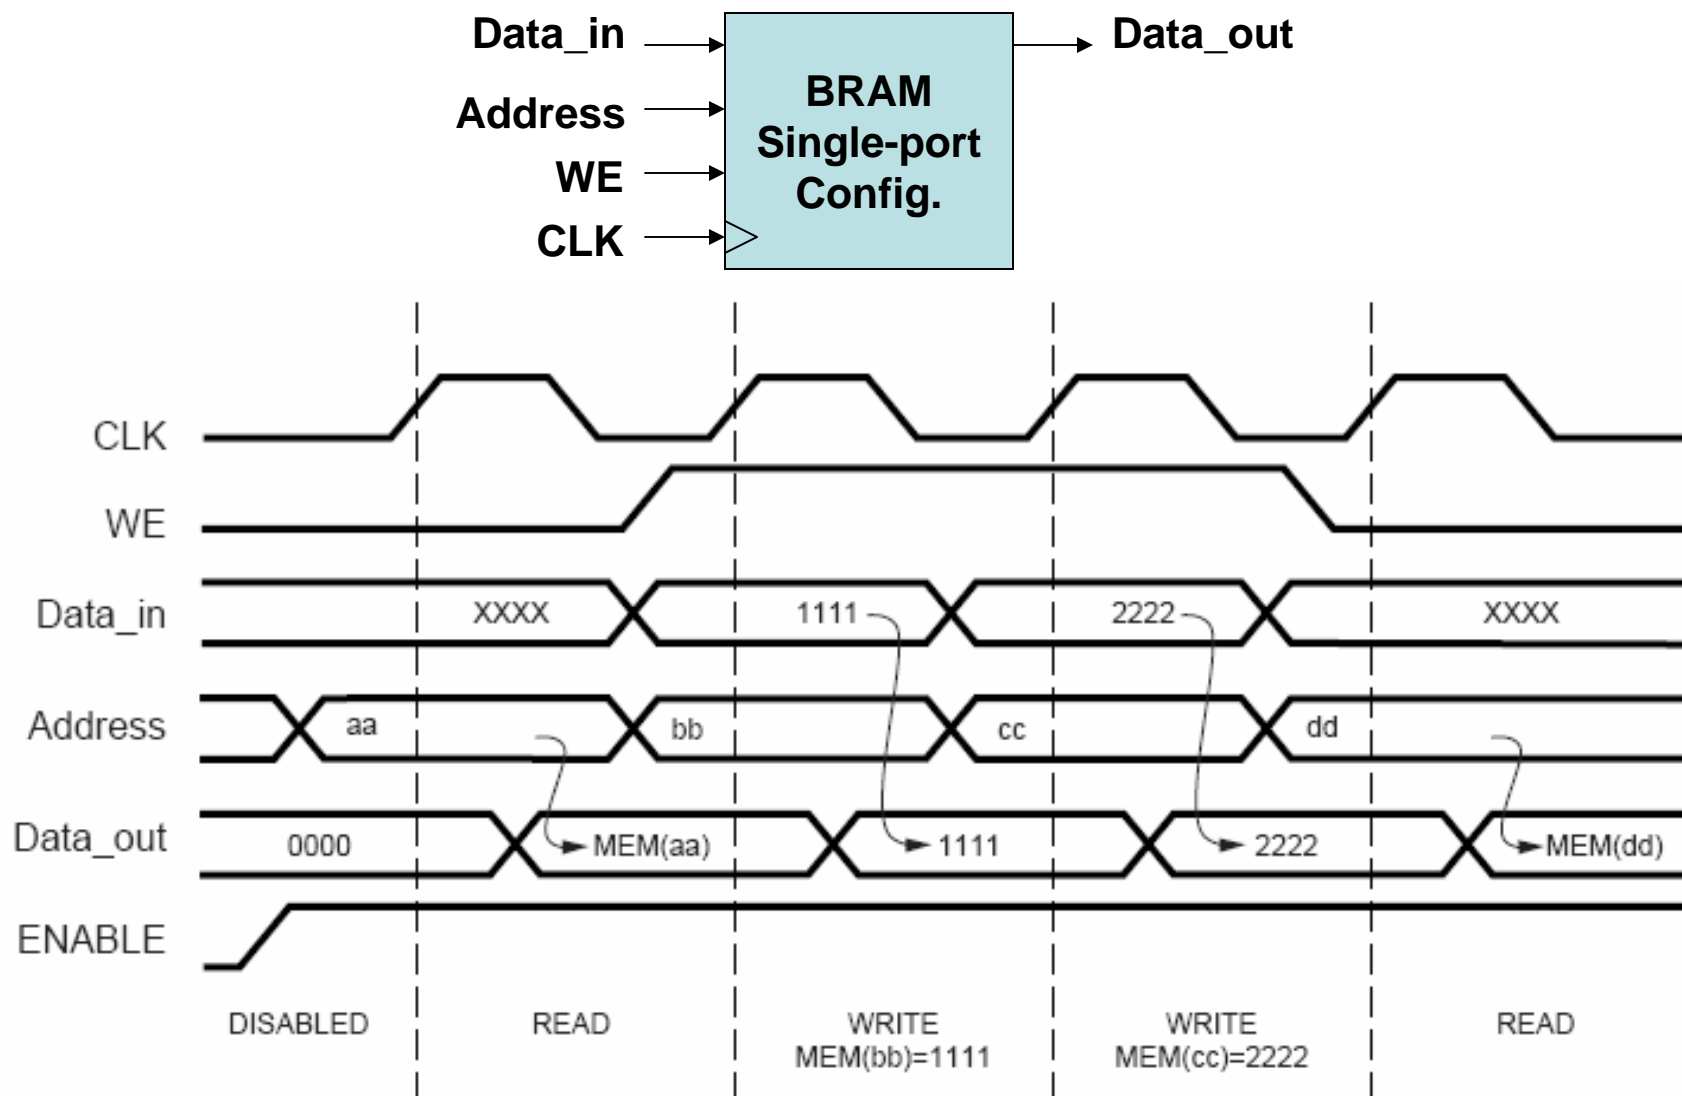 Data_in
Data_out
Address
WE
CLK
BRAM
Single-port
Config.
CLK
WE
Data_in
XXXX
1111
2222
XXXX
Address
aa
bb
cc
dd
Data_out
0000
MEM(aa)
1111
2222
MEM(dd)
ENABLE
DISABLED
READ
WRITE
MEM(bb)=1111
WRITE
MEM(cc)=2222
READ